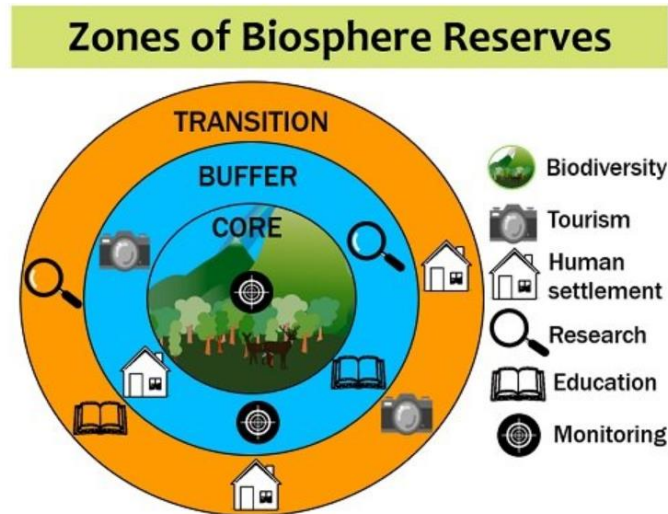 Zones of Biosphere Reserves
TRANSITION
BUFFER
CORE
Biodiversity
Tourism
Human
settlement
Research
Education
Monitoring